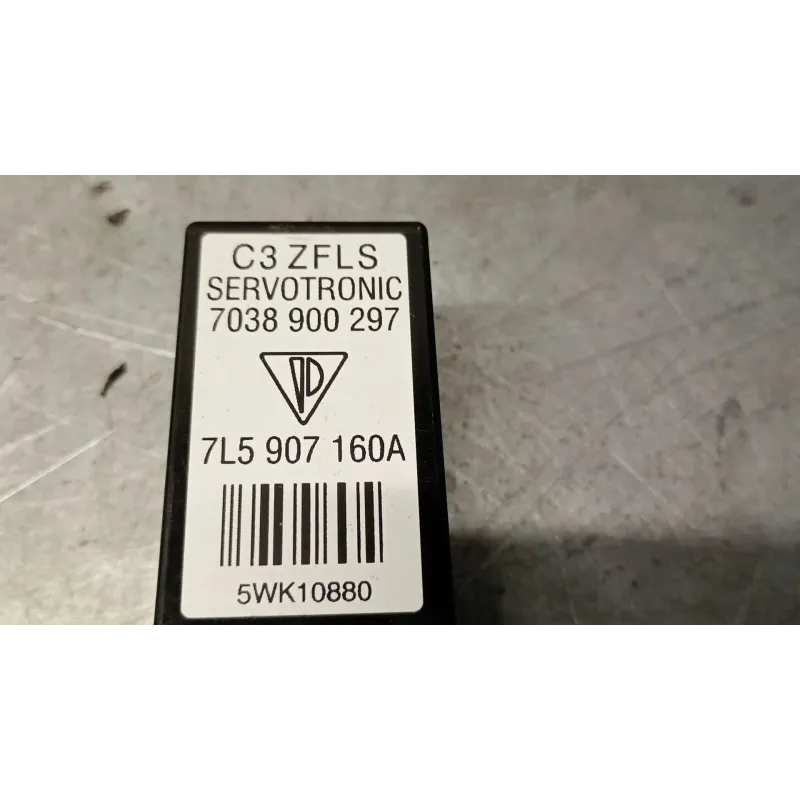 C3 ZFLS
SERVOTRONIC
7038 900 297
7L5 907 160A
5WK10880